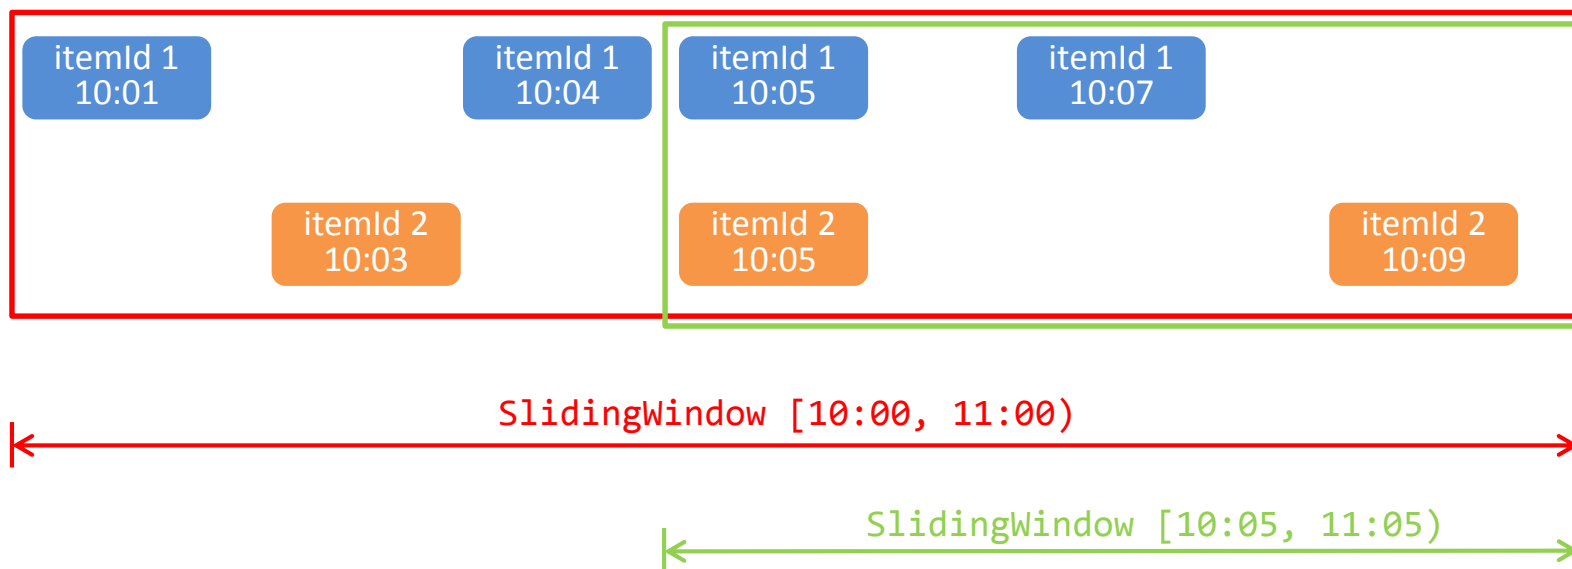 itemId 1
10:01
itemId 1
10:04
itemId 1
10:05
itemId 1
10:07
itemId 2
10:03
itemId 2
10:05
itemId 2
10:09
SlidingWindow [10:00, 11:00)
SlidingWindow [10:05, 11:05)